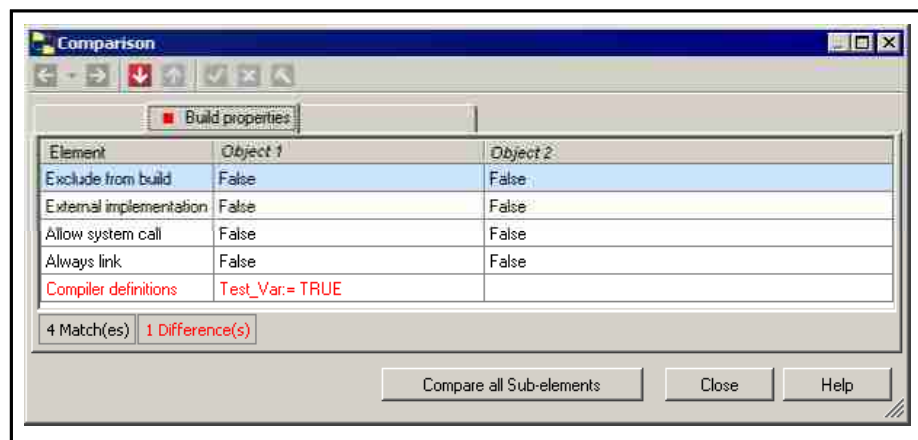 Comparison
Build properties
Element Object 1 Object 2
Exclude from build False False
External implementation False False
Allow system call False False
Always link False False
Compiler definitions Test_Var:= TRUE
4 Match(es) 1 Difference(s)
Compare all Sub-elements Close Help